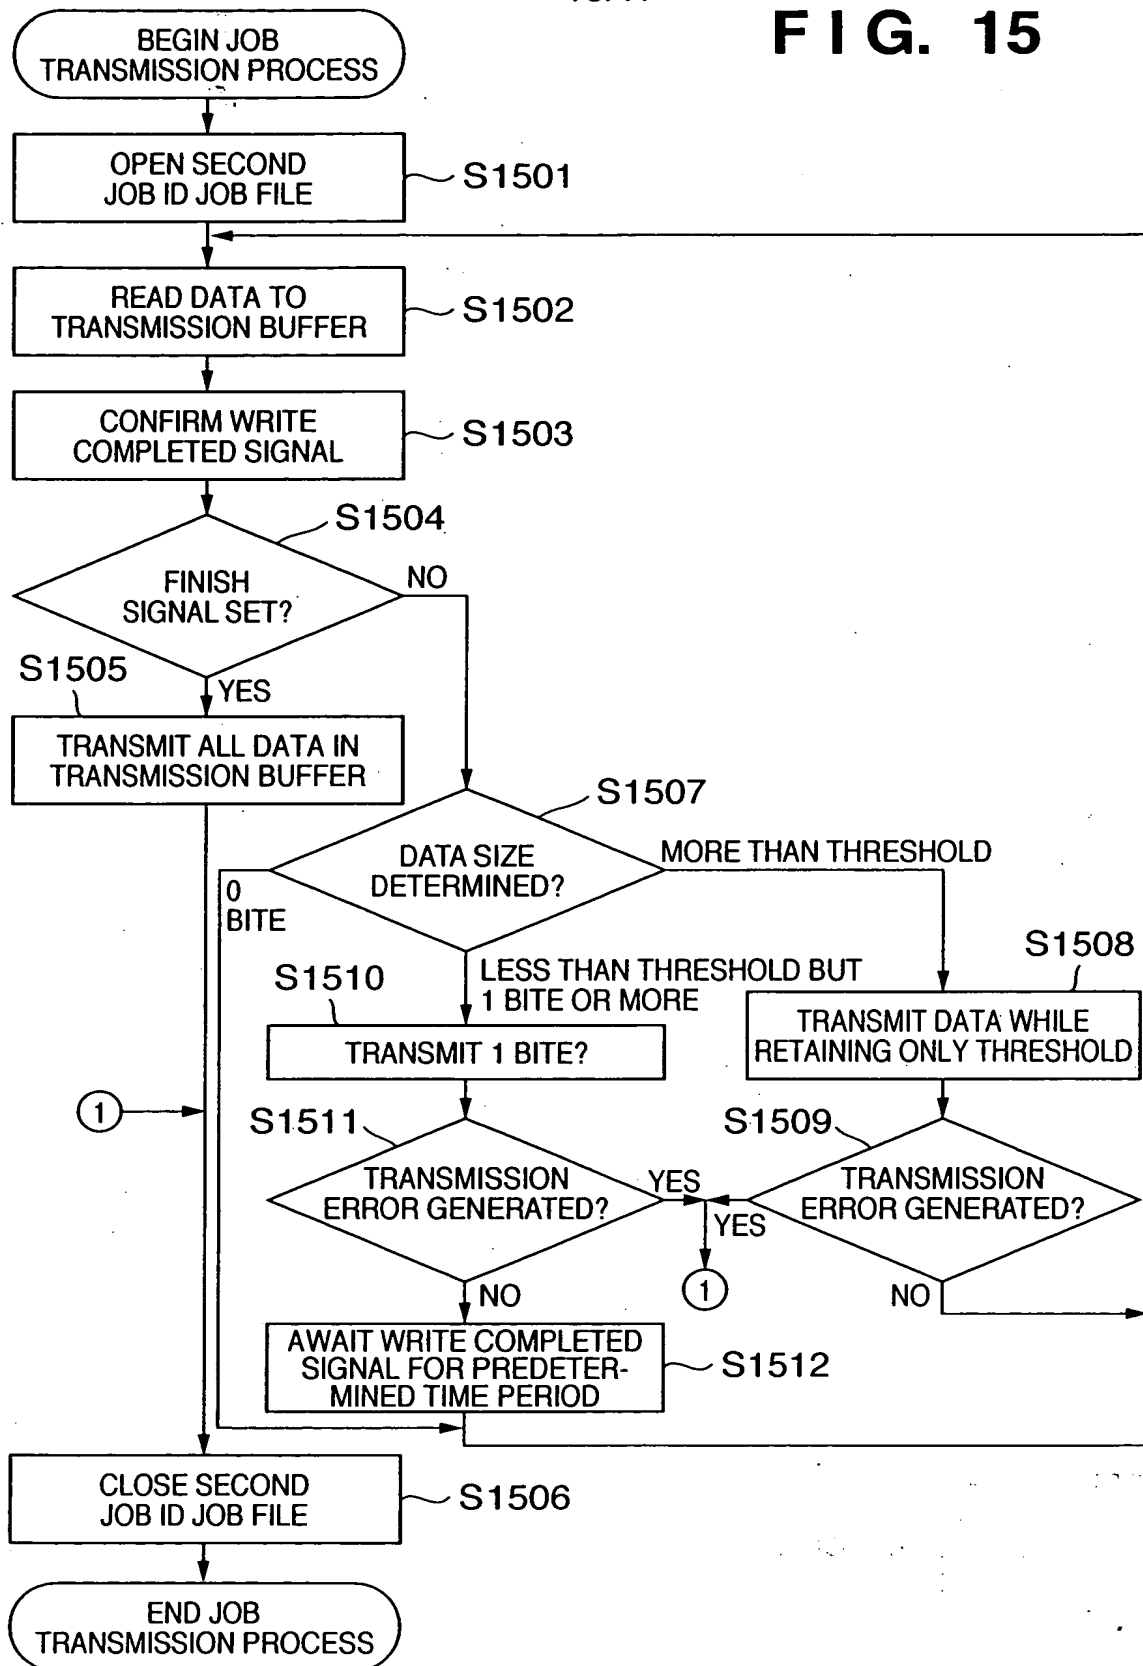 FIG. 15
BEGIN JOB
TRANSMISSION PROCESS
OPEN SECOND
JOB ID JOB FILE
S1501
READ DATA TO
TRANSMISSION BUFFER
S1502
CONFIRM WRITE
COMPLETED SIGNAL
S1503
S1504
FINISH
SIGNAL SET?
NO
S1505
YES
TRANSMIT ALL DATA IN
TRANSMISSION BUFFER
S1507
DATA SIZE
DETERMINED?
MORE THAN THRESHOLD
0
BITE
LESS THAN THRESHOLD BUT
1 BITE OR MORE
S1510
TRANSMIT 1 BITE?
S1508
TRANSMIT DATA WHILE
RETAINING ONLY THRESHOLD
1
S1511
TRANSMISSION
ERROR GENERATED?
YES
S1509
TRANSMISSION
ERROR GENERATED?
YES
1
NO
NO
AWAIT WRITE COMPLETED
SIGNAL FOR PREDETER-
MINED TIME PERIOD
S1512
CLOSE SECOND
JOB ID JOB FILE
S1506
END JOB
TRANSMISSION PROCESS